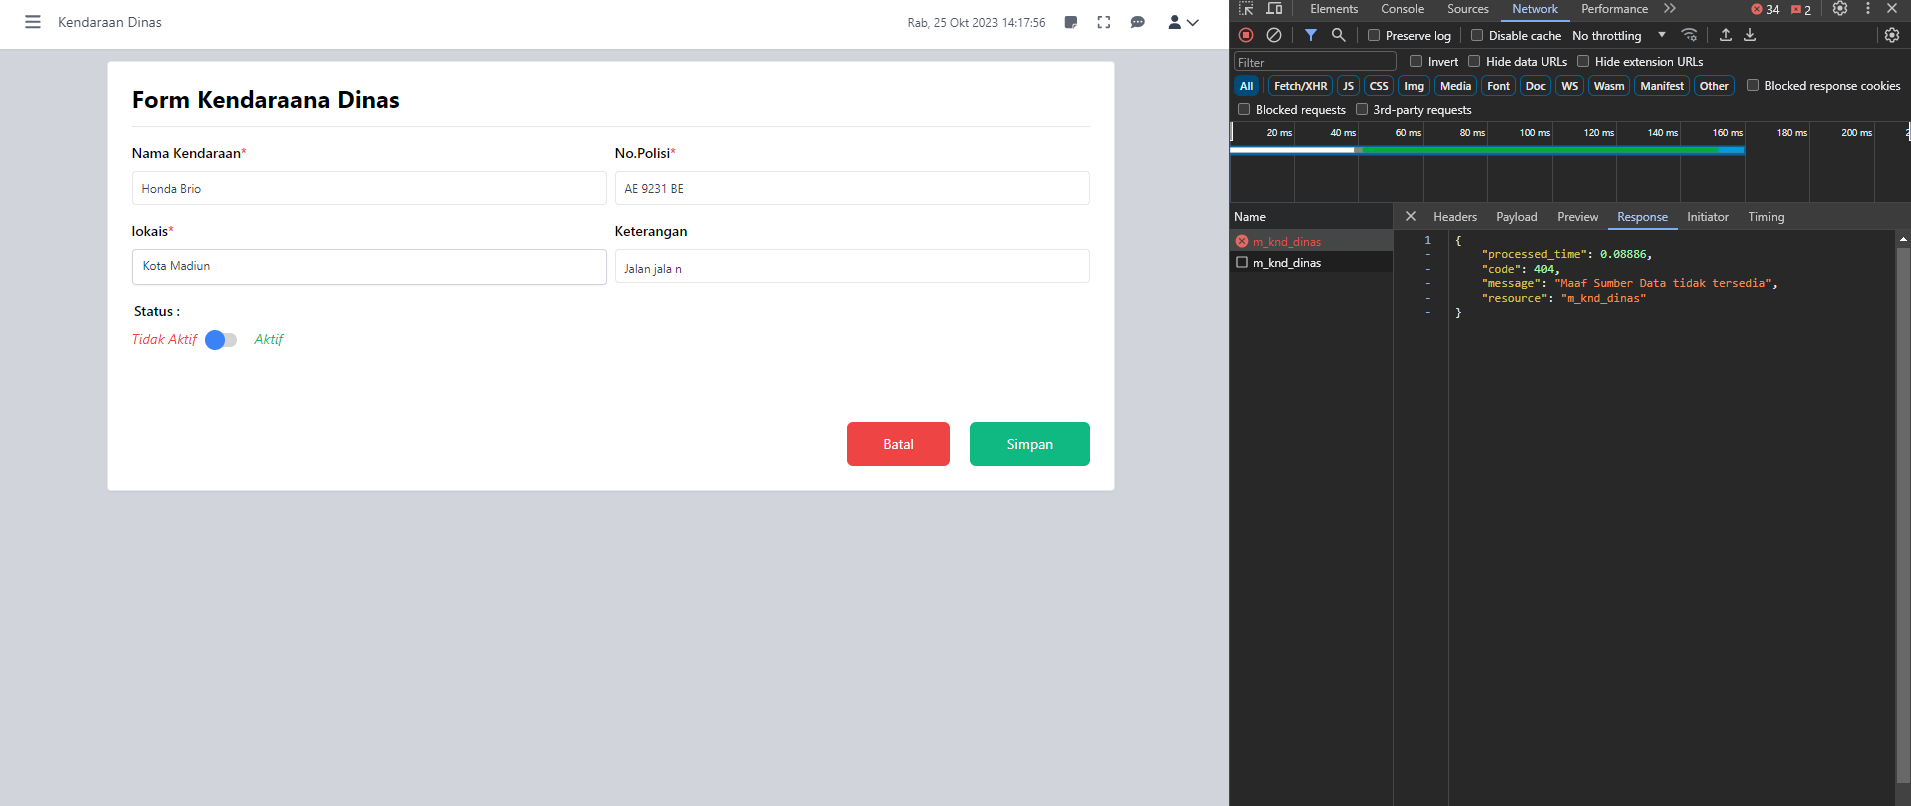 Kendaraan Dinas
Rab, 25 Okt 2023 14:17:56
Form Kendaraana Dinas
Nama Kendaraan*
No.Polisi*
Honda Brio
AE 9231 BE
lokais*
Keterangan
Kota Madiun
Jalan jala n
Status :
Tidak Aktif
Aktif
Batal
Simpan
Elements
Console
Sources
Network
Performance
34
2
Preserve log
Disable cache
No throttling
Filter
Invert
Hide data URLs
Hide extension URLs
All
Fetch/XHR
JS
CSS
Img
Media
Font
Doc
WS
Wasm
Manifest
Other
Blocked response cookies
Blocked requests
3rd-party requests
20 ms
40 ms
60 ms
80 ms
100 ms
120 ms
140 ms
160 ms
180 ms
200 ms
2
Name
m_knd_dinas
m_knd_dinas
Headers
Payload
Preview
Response
Initiator
Timing
1 {
- "processed_time": 0.08886,
- "code": 404,
- "message": "Maaf Sumber Data tidak tersedia",
- "resource": "m_knd_dinas"
- }